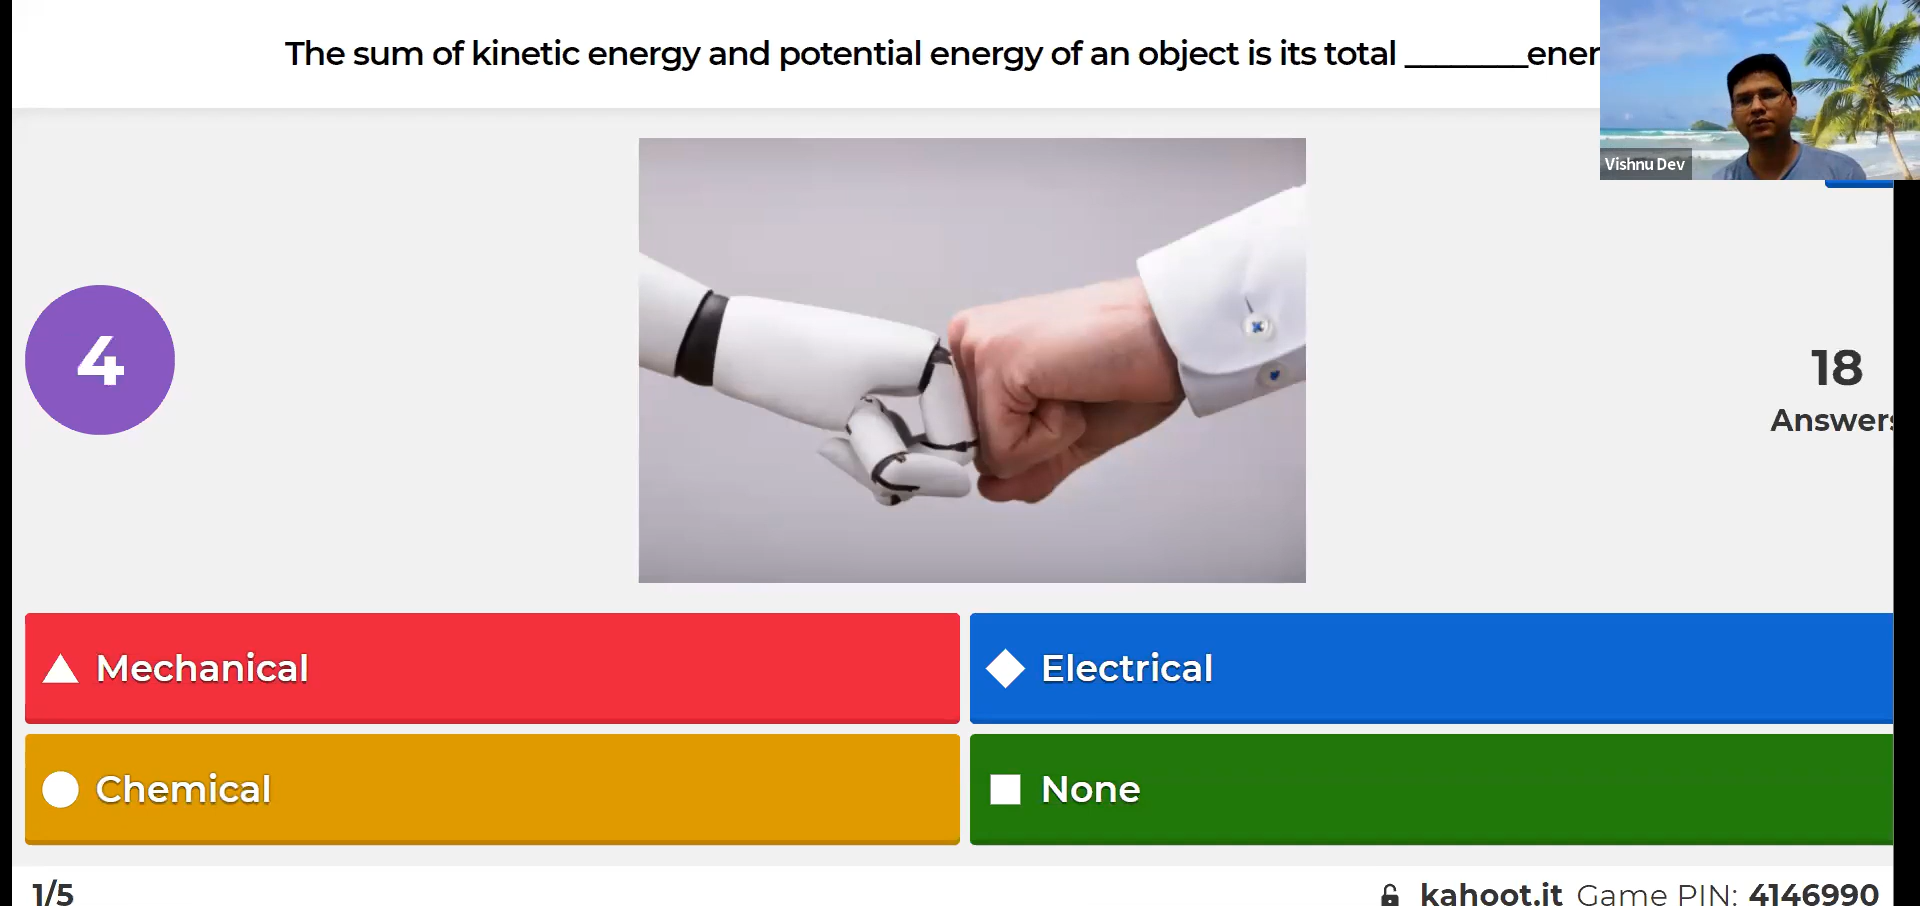 The sum of kinetic energy and potential energy of an object is its total ________ener
Vishnu Dev
4
18
Answers
Mechanical
Electrical
Chemical
None
1/5
kahoot.it Game PIN: 4146990